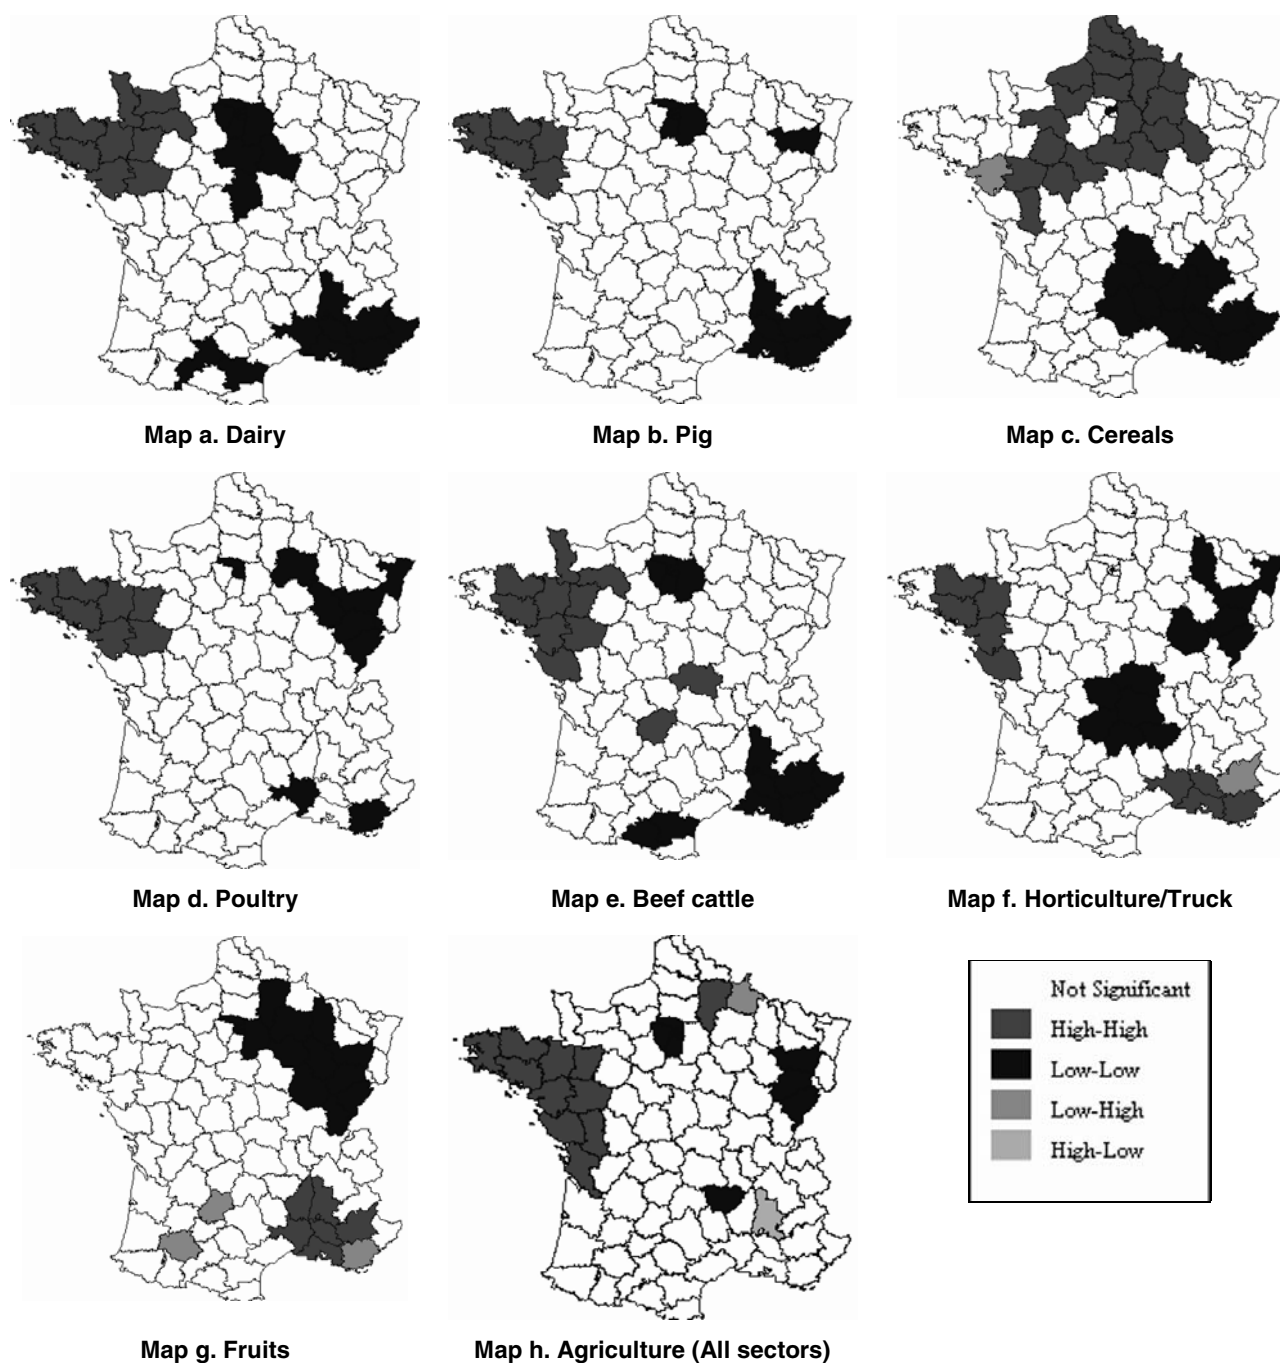 Map a. Dairy
Map b. Pig
Map c. Cereals
Map d. Poultry
Map e. Beef cattle
Map f. Horticulture/Truck
Not Significant
High-High
Low-Low
Low-High
High-Low
Map g. Fruits
Map h. Agriculture (All sectors)